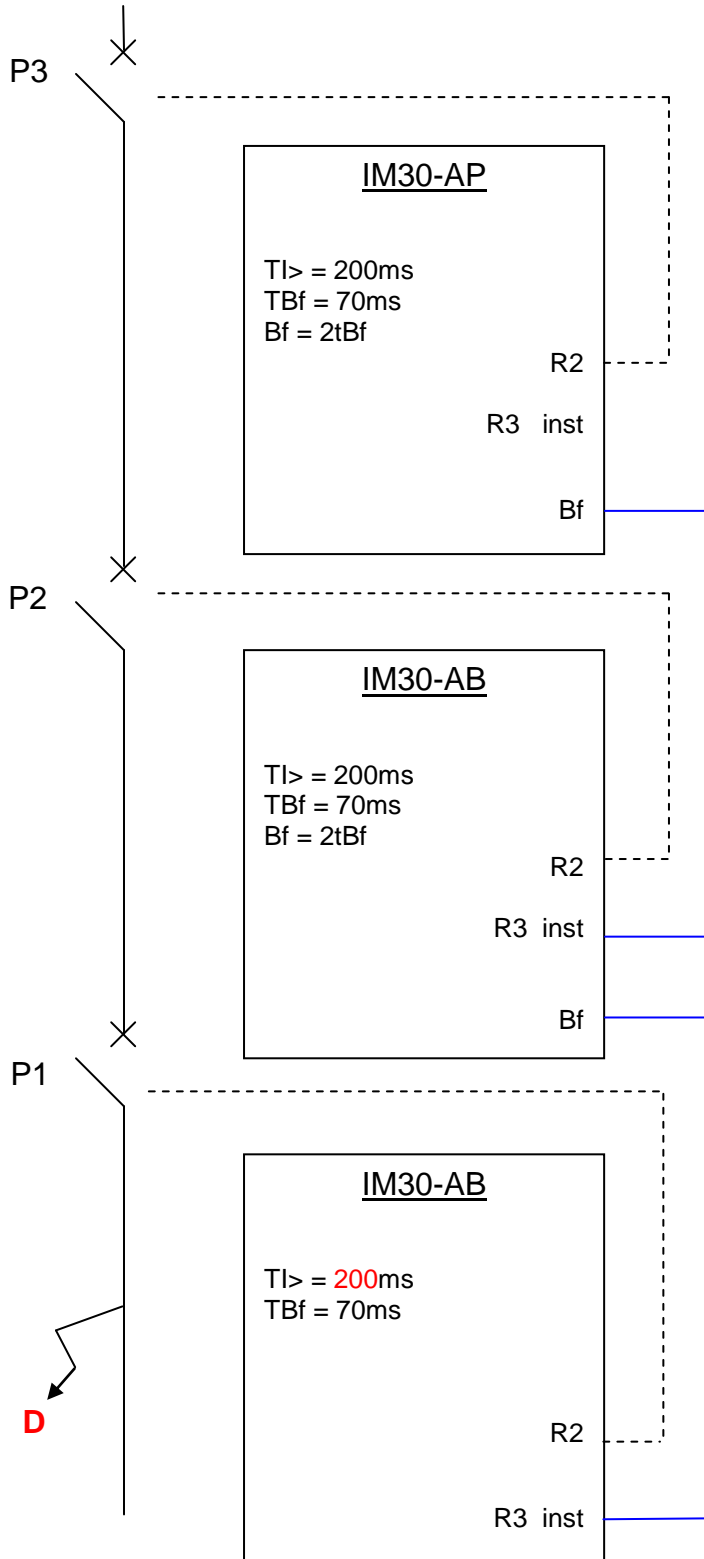 P3
IM30-AP
TI> = 200ms
TBf = 70ms
Bf = 2tBf
R2
R3 inst
Bf
P2
IM30-AB
TI> = 200ms
TBf = 70ms
Bf = 2tBf
R2
R3 inst
Bf
P1
IM30-AB
TI> = 200ms
TBf = 70ms
D
R2
R3 inst